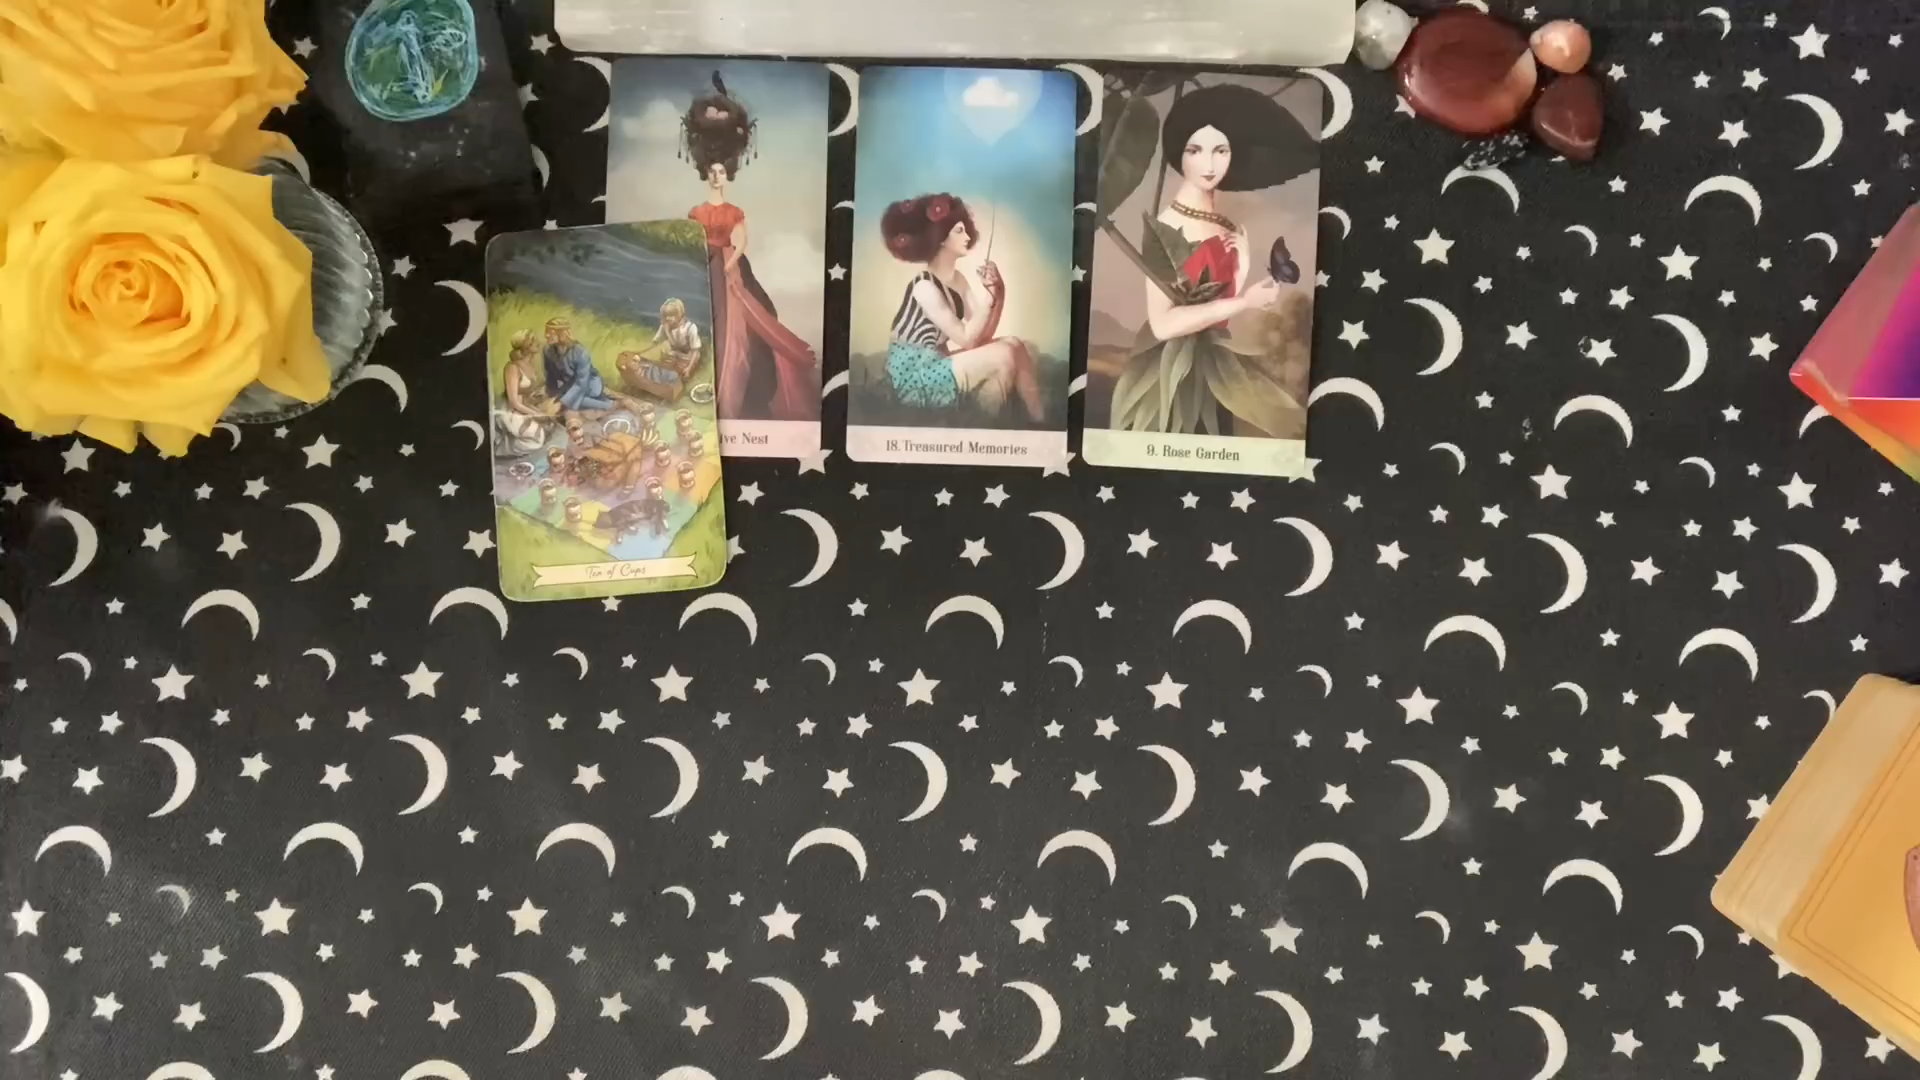 ive Nest
18. Treasured Memories
9. Rose Garden
Ten of Cups